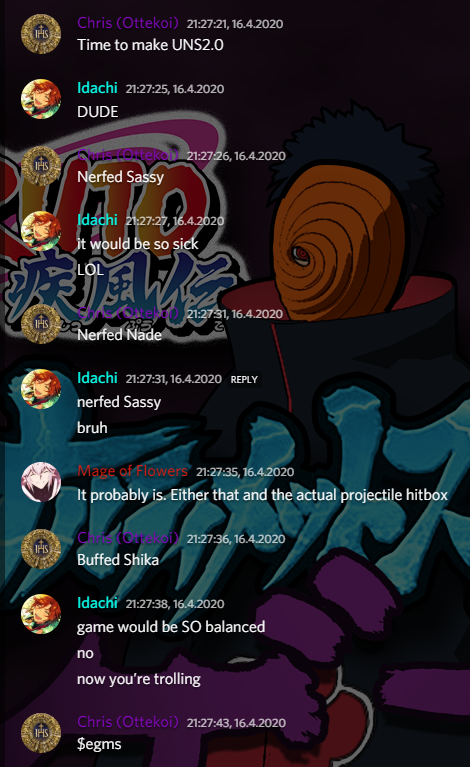 Chris (Ottekoi) 21:27:21, 16.4.2020
Time to make UNS2.0
Idachi 21:27:25, 16.4.2020
DUDE
Chris (Ottekoi) 21:27:26, 16.4.2020
Nerfed Sassy
Idachi 21:27:27, 16.4.2020
it would be so sick
LOL
Chris (Ottekoi) 21:27:31, 16.4.2020
Nerfed Nade
Idachi 21:27:31, 16.4.2020 REPLY
nerfed Sassy
bruh
Mage of Flowers 21:27:35, 16.4.2020
It probably is. Either that and the actual projectile hitbox
Chris (Ottekoi) 21:27:36, 16.4.2020
Buffed Shika
Idachi 21:27:38, 16.4.2020
game would be SO balanced
no
now you're trolling
Chris (Ottekoi) 21:27:43, 16.4.2020
$egms
疾風伝